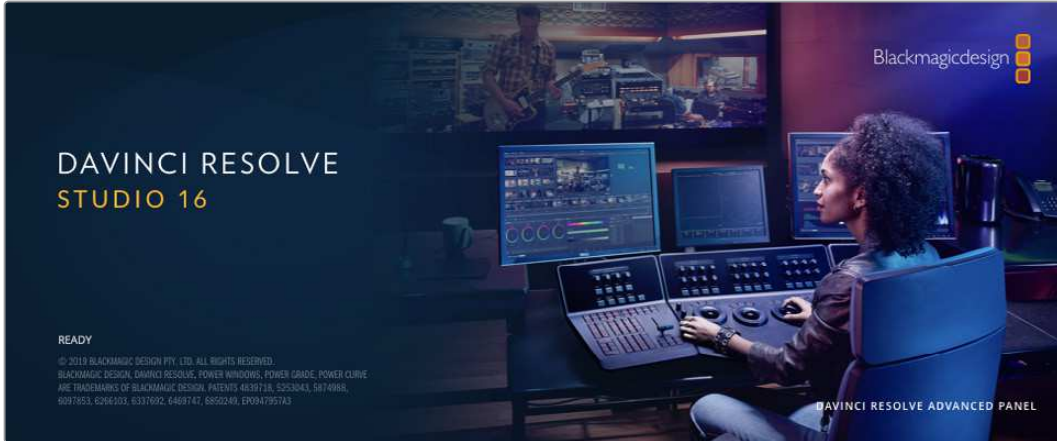 Blackmagicdesign
DAVINCI RESOLVE
STUDIO 16
READY
© 2019 BLACKMAGIC DESIGN PTY. LTD. ALL RIGHTS RESERVED.
BLACKMAGIC DESIGN, DAVINCI RESOLVE, POWER WINDOWS, POWER GRADE, POWER CURVE
ARE TRADEMARKS OF BLACKMAGIC DESIGN. PATENTS 4839718, 5253043, 5874988,
6097853, 6266103, 6337692, 6469747, 6850249, EP0947957A3
DAVINCI RESOLVE ADVANCED PANEL